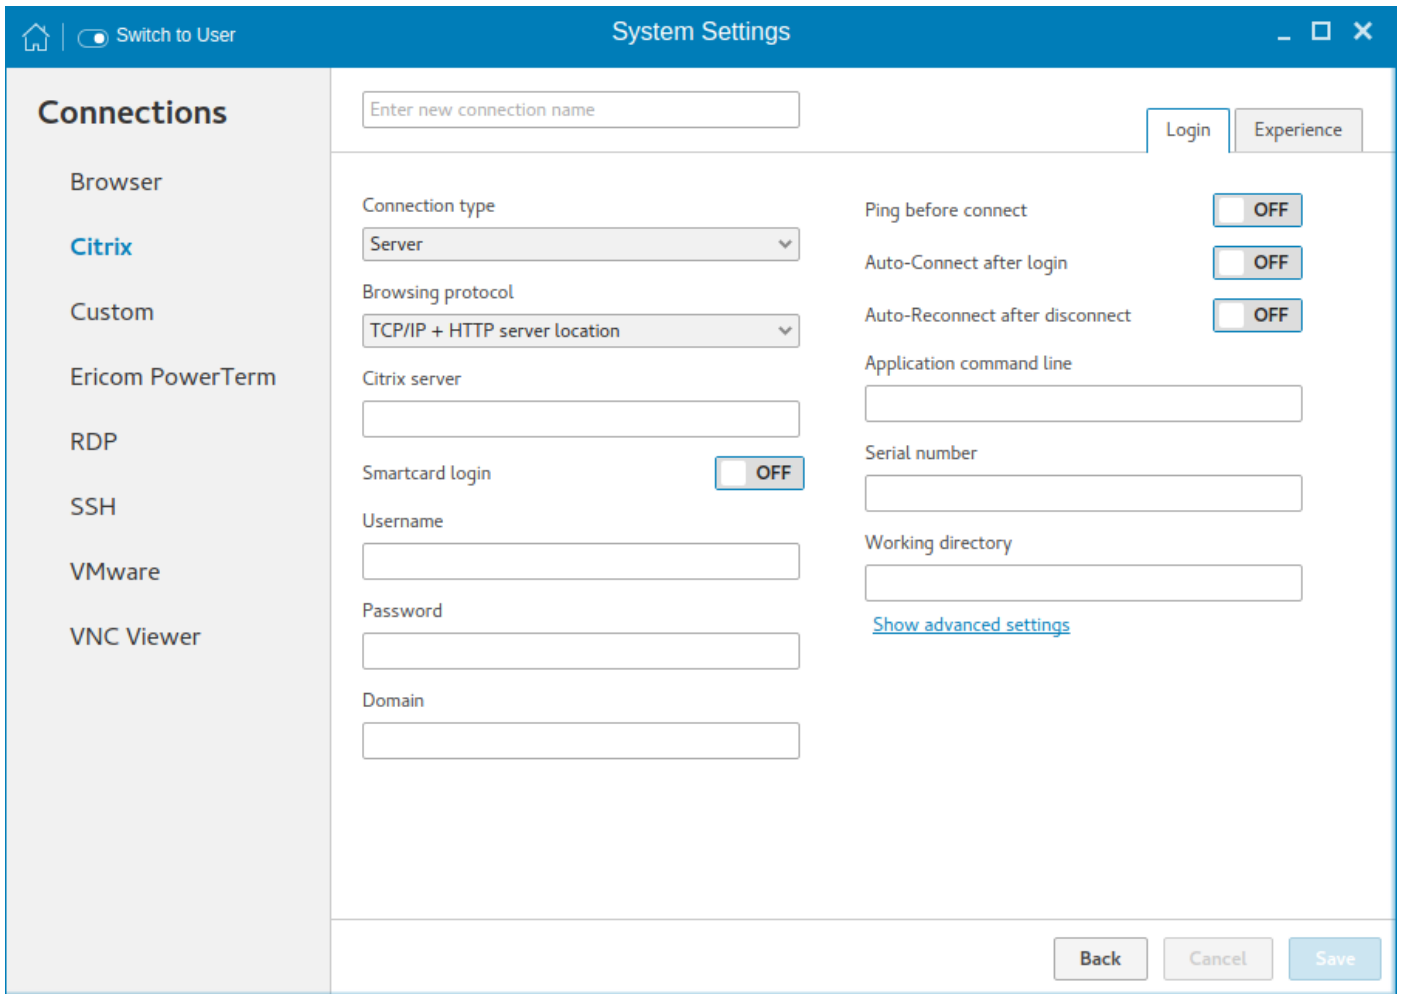 Switch to User
System Settings
Connections
Browser
Citrix
Custom
Ericom PowerTerm
RDP
SSH
VMware
VNC Viewer
Enter new connection name
Login
Experience
Connection type
Server
Browsing protocol
TCP/IP + HTTP server location
Citrix server
Smartcard login
OFF
Username
Password
Domain
Ping before connect
OFF
Auto-Connect after login
OFF
Auto-Reconnect after disconnect
OFF
Application command line
Serial number
Working directory
Show advanced settings
Back
Cancel
Save